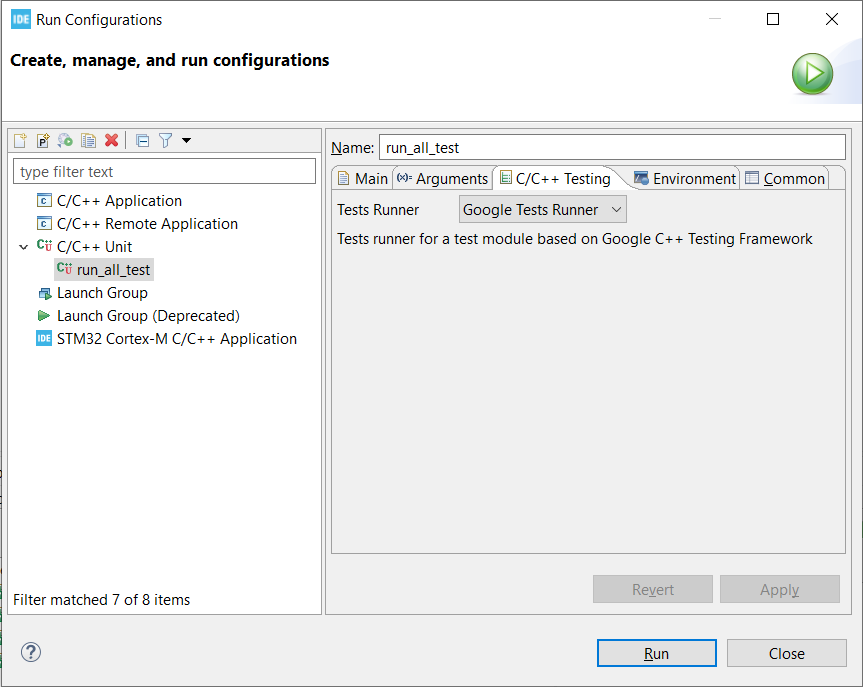 IDE Run Configurations
Create, manage, and run configurations
type filter text
C/C++ Application
C/C++ Remote Application
C/C++ Unit
run_all_test
Launch Group
Launch Group (Deprecated)
IDE STM32 Cortex-M C/C++ Application
Filter matched 7 of 8 items
Name: run_all_test
Main Arguments C/C++ Testing Environment Common
Tests Runner Google Tests Runner
Tests runner for a test module based on Google C++ Testing Framework
Revert Apply
? Run Close